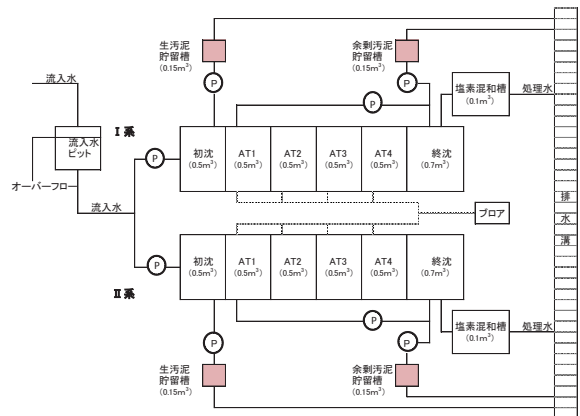 生汚泥
貯留槽
(0.15m³)
余剰汚泥
貯留槽
(0.15m³)
P
P
流入水
塩素混和槽
(0.1m³)
処理水
P
Ⅰ系
流入水
ピット
P
初沈
(0.5m³)
AT1
(0.5m³)
AT2
(0.5m³)
AT3
(0.5m³)
AT4
(0.5m³)
終沈
(0.7m³)
オーバーフロー
流入水
ブロア
排
水
溝
P
初沈
(0.5m³)
AT1
(0.5m³)
AT2
(0.5m³)
AT3
(0.5m³)
AT4
(0.5m³)
終沈
(0.7m³)
Ⅱ系
P
塩素混和槽
(0.1m³)
処理水
P
P
生汚泥
貯留槽
(0.15m³)
余剰汚泥
貯留槽
(0.15m³)